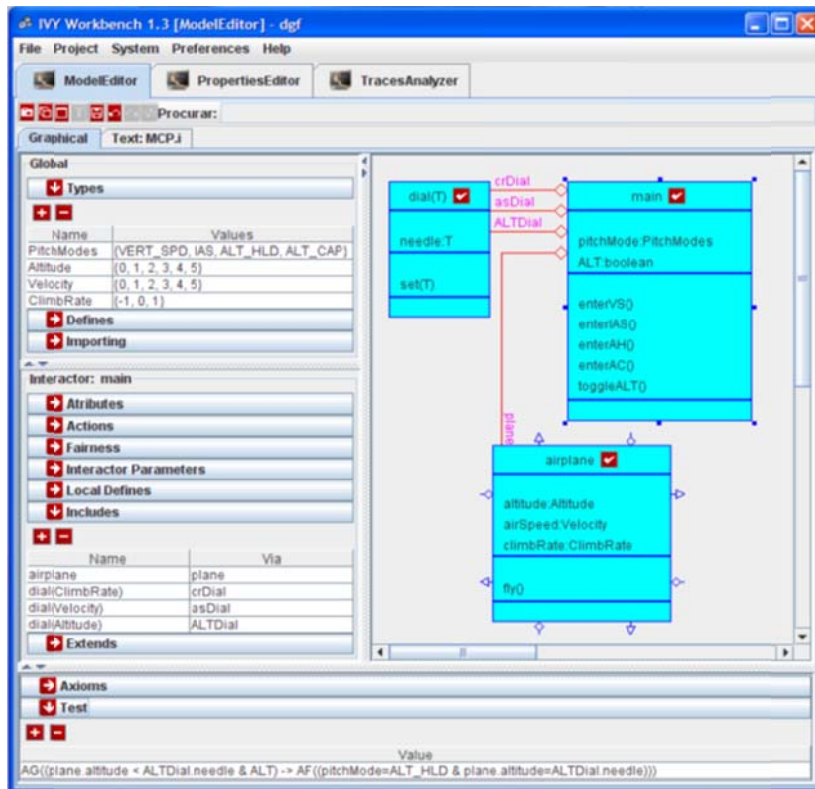 IVY Workbench 1.3 [ModelEditor] - dgf
File Project System Preferences Help
ModelEditor PropertiesEditor TracesAnalyzer
Procurar:
Graphical Text: MCP.i
Global
Types
Name Values
PitchModes {VERT_SPD, IAS, ALT_HLD, ALT_CAP}
Altitude {0, 1, 2, 3, 4, 5}
Velocity {0, 1, 2, 3, 4, 5}
ClimbRate {-1, 0, 1}
Defines
Importing
Interactor: main
Atributes
Actions
Fairness
Interactor Parameters
Local Defines
Includes
Name Via
airplane plane
dial(ClimbRate) crDial
dial(Velocity) asDial
dial(Altitude) ALTDial
Extends
dial(T)
needle:T
set(T)
crDial
asDial
ALTDial
plane
main
pitchMode:PitchModes
ALT:boolean
enterVS()
enterIAS()
enterAH()
enterAC()
toggleALT()
airplane
altitude:Altitude
airSpeed:Velocity
climbRate:ClimbRate
fly()
Axioms
Test
Value
AG((plane.altitude < ALTDial.needle & ALT) -> AF((pitchMode=ALT_HLD & plane.altitude=ALTDial.needle)))